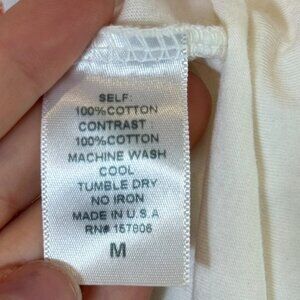 SELF:
100%COTTON
CONTRAST
100%COTTON
MACHINE WASH
COOL
TUMBLE DRY
NO IRON
MADE IN U.S.A
RN# 157806
M